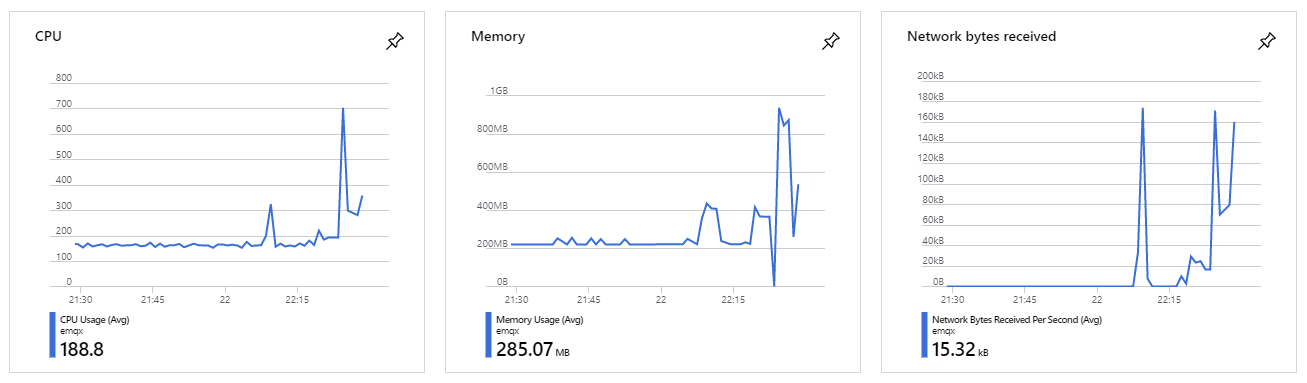 CPU
800
700
600
500
400
300
200
100
0
21:30 21:45 22 22:15
CPU Usage (Avg)
emqx
188.8
Memory
1GB
800MB
600MB
400MB
200MB
0B
21:30 21:45 22 22:15
Memory Usage (Avg)
emqx
285.07 MB
Network bytes received
200kB
180kB
160kB
140kB
120kB
100kB
80kB
60kB
40kB
20kB
0B
21:30 21:45 22 22:15
Network Bytes Received Per Second (Avg)
emqx
15.32 kB